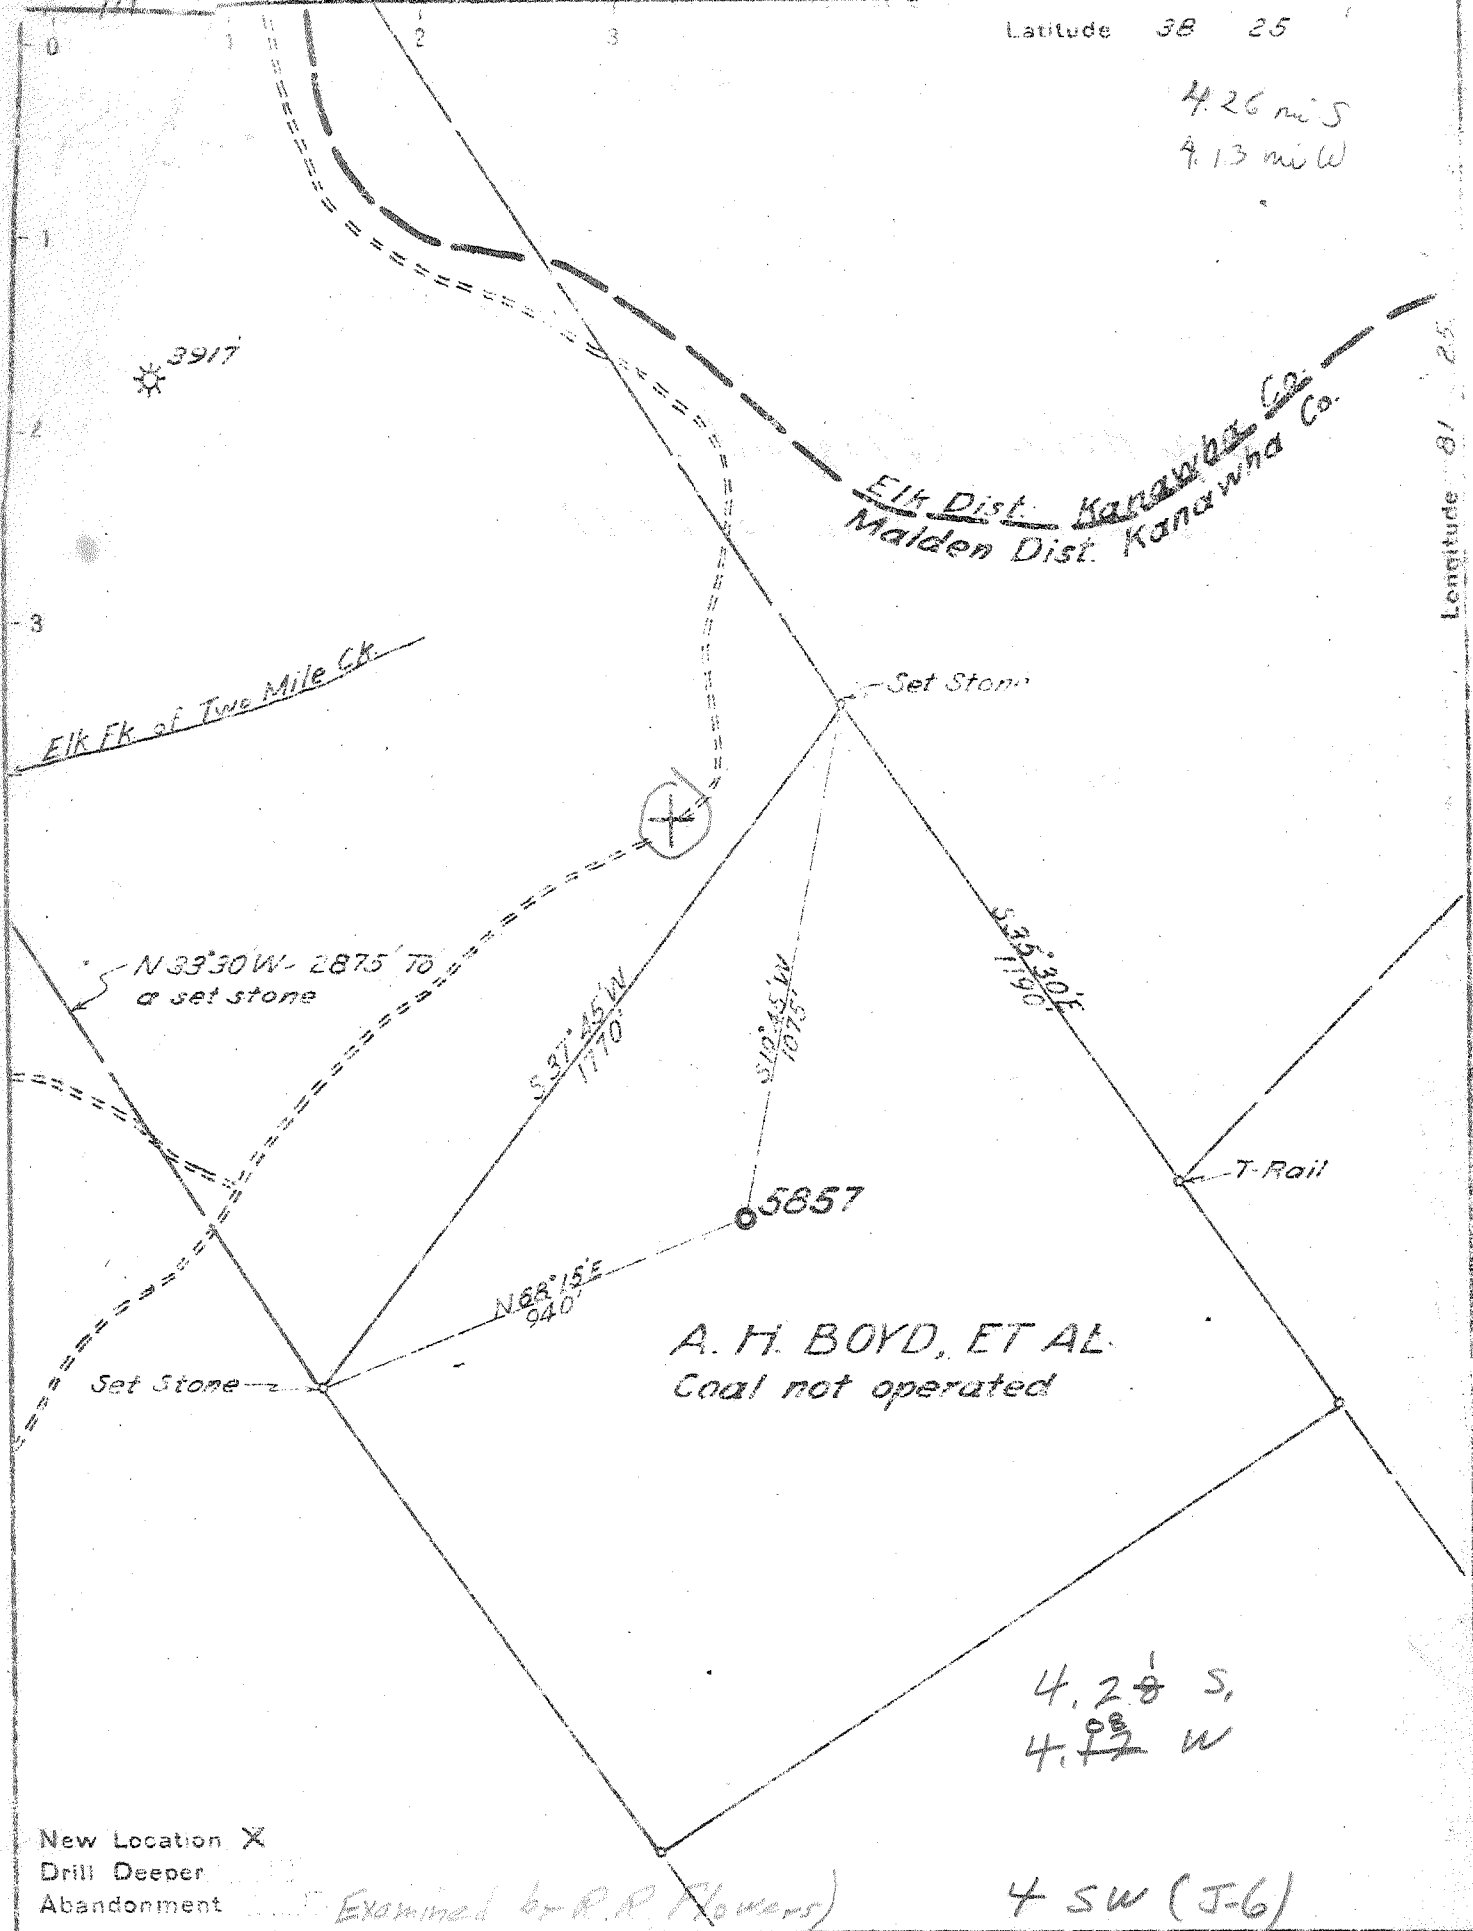 0 1 2 3
Latitude 38 25
4.26 mi S
4.13 mi W
1
3917
2
Longitude 81 25
Elk Dist. Kanawha Co.
Malden Dist. Kanawha Co.
3
Elk Fk. of Two Mile Ck.
Set Stone
N 33°30'W - 2875' To
a set stone
S 37°45'W
1770'
S 10°45'W
1075'
S 35°30'E
1190'
T-Rail
5857
N 68°15'E
940'
A. H. BOYD, ET AL.
Coal not operated
Set Stone
4.21 S.
4.08 W
New Location X
Drill Deeper
Abandonment
Examined by R.R. Flowers)
4 SW (J-6)